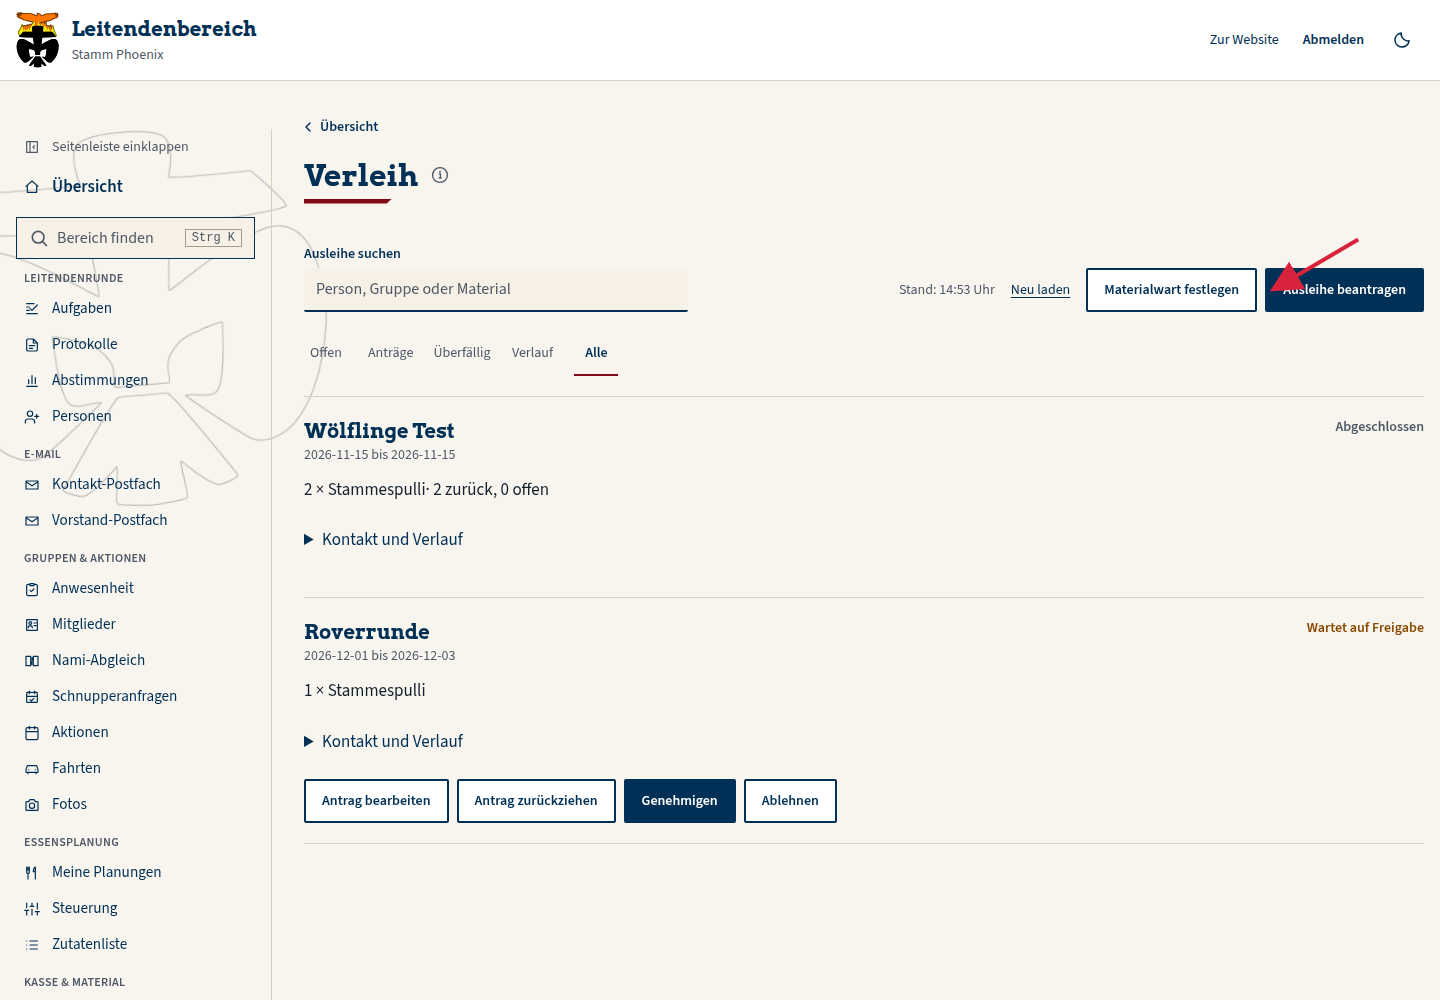 Leitendenbereich
Stamm Phoenix
Zur Website
Abmelden
Seitenleiste einklappen
Übersicht
Bereich finden
Strg K
LEITENDENRUNDE
Aufgaben
Protokolle
Abstimmungen
Personen
E-MAIL
Kontakt-Postfach
Vorstand-Postfach
GRUPPEN & AKTIONEN
Anwesenheit
Mitglieder
Nami-Abgleich
Schnupperanfragen
Aktionen
Fahrten
Fotos
ESSENSPLANUNG
Meine Planungen
Steuerung
Zutatenliste
KASSE & MATERIAL
Übersicht
Verleih
Ausleihe suchen
Person, Gruppe oder Material
Stand: 14:53 Uhr
Neu laden
Materialwart festlegen
Ausleihe beantragen
Offen
Anträge
Überfällig
Verlauf
Alle
Wölflinge Test
Abgeschlossen
2026-11-15 bis 2026-11-15
2 × Stammespulli· 2 zurück, 0 offen
Kontakt und Verlauf
Roverrunde
Wartet auf Freigabe
2026-12-01 bis 2026-12-03
1 × Stammespulli
Kontakt und Verlauf
Antrag bearbeiten
Antrag zurückziehen
Genehmigen
Ablehnen